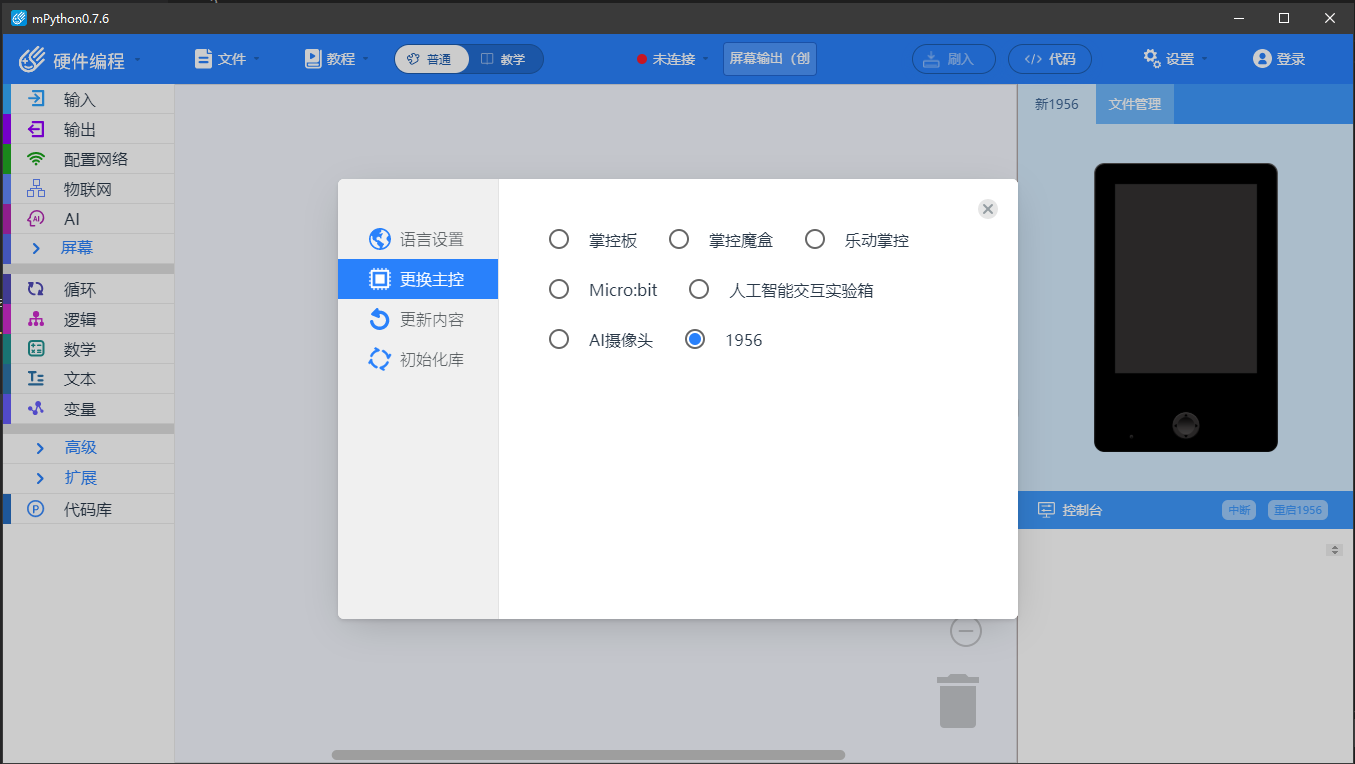 mPython0.7.6
硬件编程
文件
教程
普通
教学
未连接
屏幕输出（创
刷入
</> 代码
设置
登录
输入
输出
配置网络
物联网
AI
屏幕
循环
逻辑
数学
文本
变量
高级
扩展
代码库
语言设置
更换主控
更新内容
初始化库
掌控板 掌控魔盒 乐动掌控
Micro:bit 人工智能交互实验箱
AI摄像头 1956
新1956
文件管理
控制台
中断
重启1956